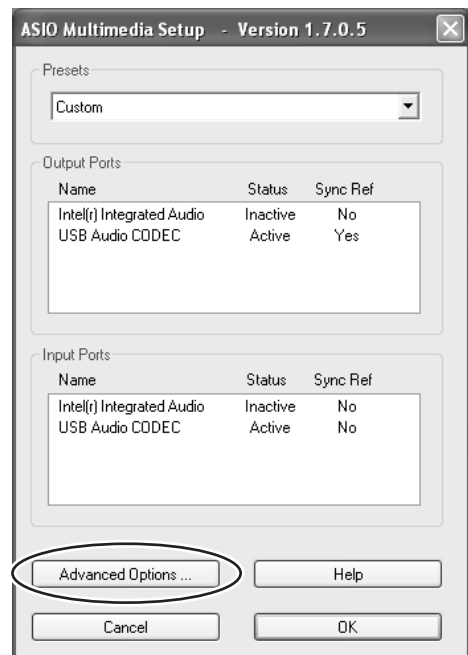 ASIO Multimedia Setup - Version 1.7.0.5
Presets
Custom
Output Ports
Name Status Sync Ref
Intel(r) Integrated Audio Inactive No
USB Audio CODEC Active Yes
Input Ports
Name Status Sync Ref
Intel(r) Integrated Audio Inactive No
USB Audio CODEC Active No
Advanced Options ... Help
Cancel OK